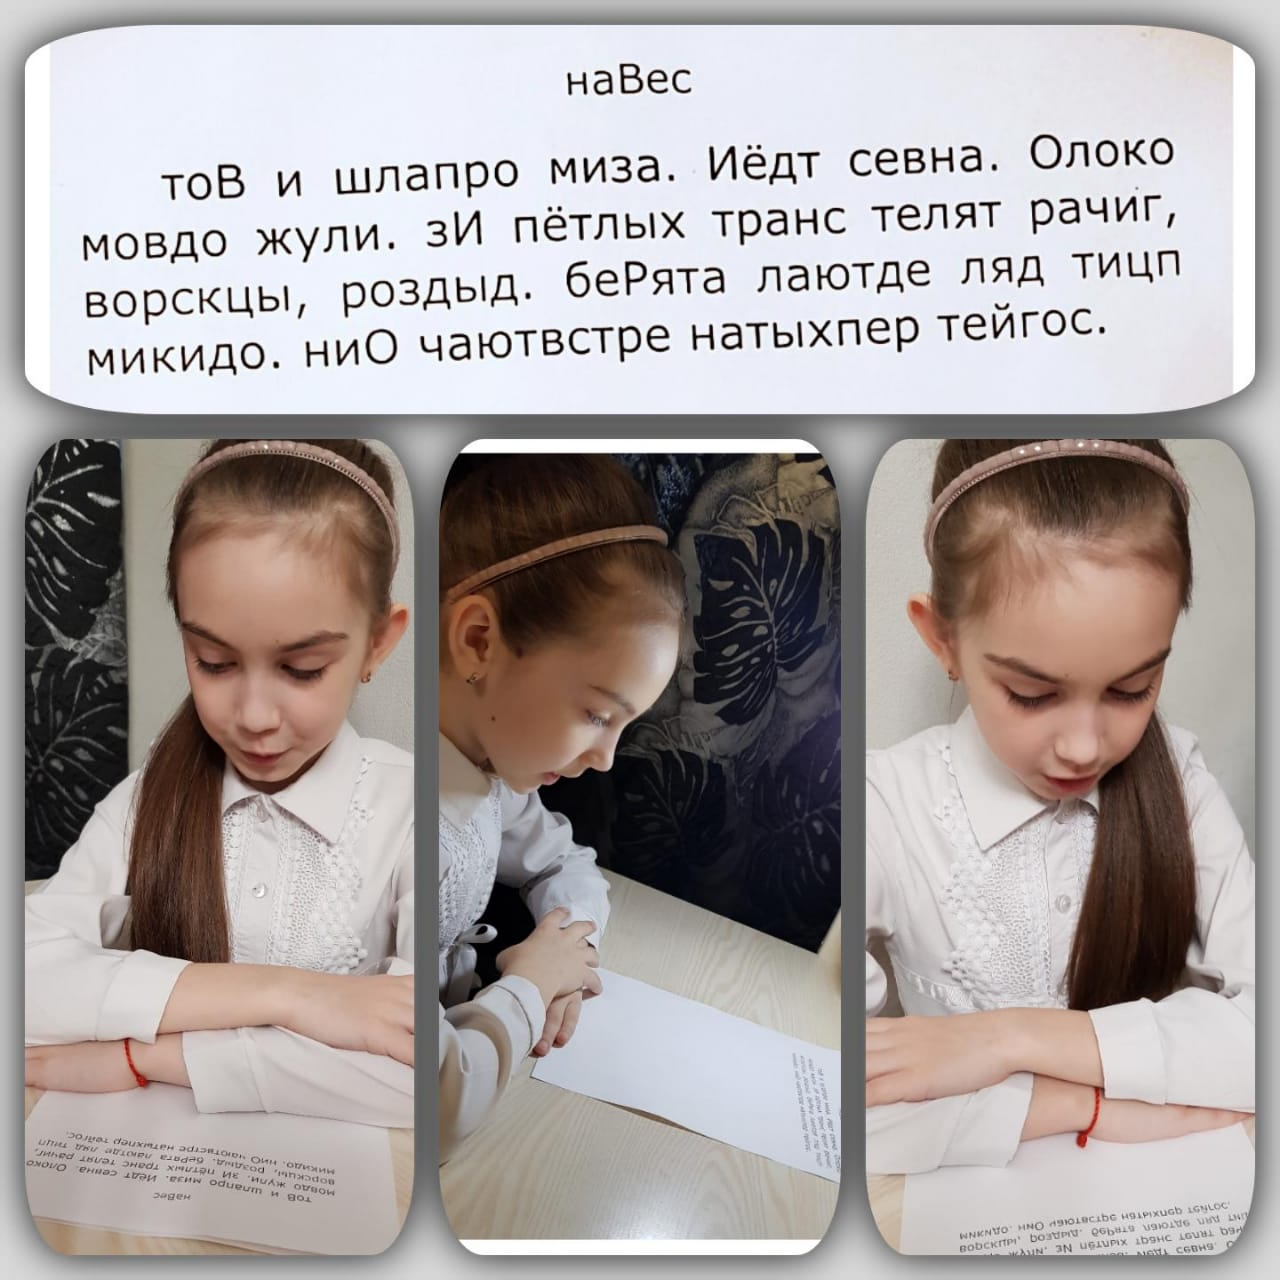 наВес
тоВ и шлапро миза. Иёдт севна. Олоко
мовдо жули. зИ пётлых транс телят рачиг,
ворскцы, роздыд. беРята лаютде ляд тицп
микидо. ниО чаютвстре натыхпер тейгос.